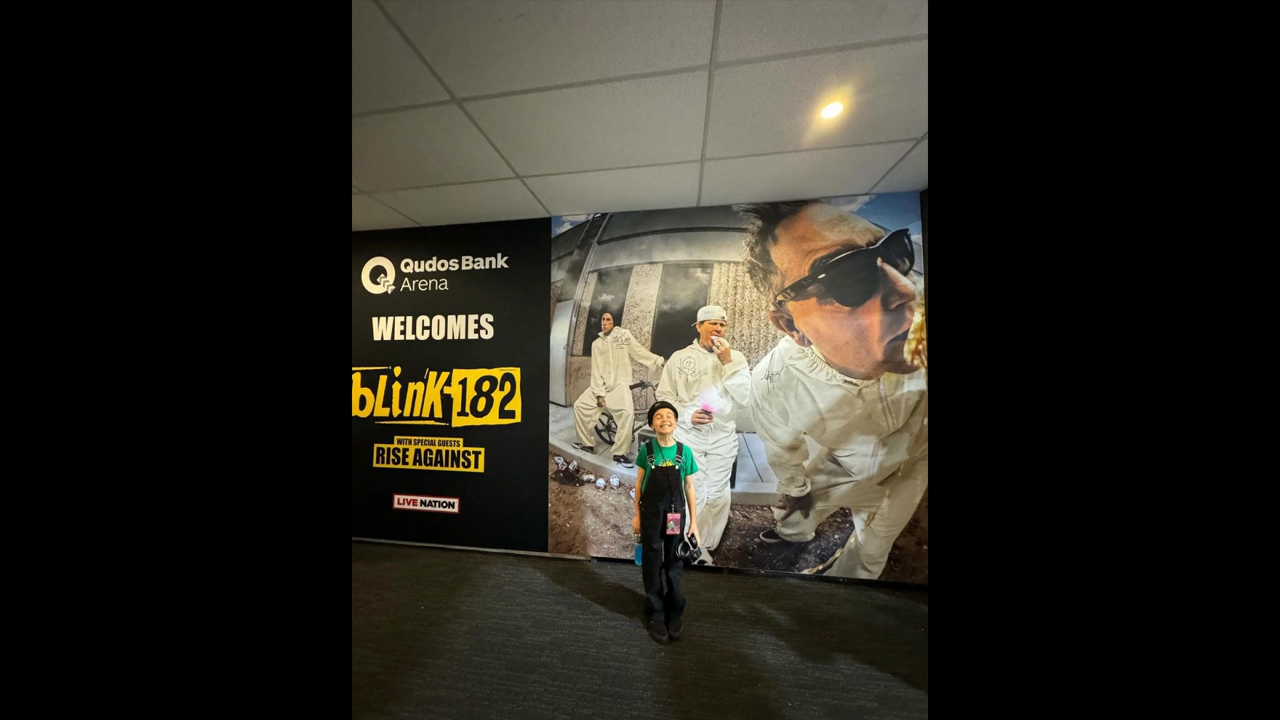 Qudos Bank
Arena
WELCOMES
blink-182
WITH SPECIAL GUESTS
RISE AGAINST
LIVE NATION